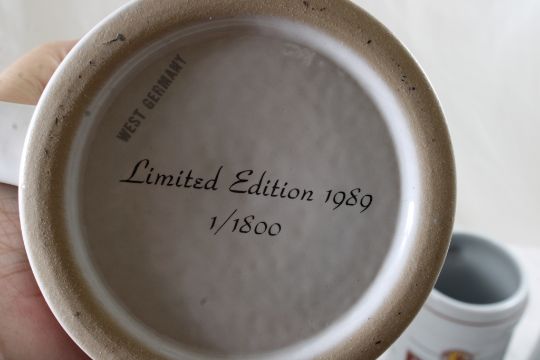 WEST GERMANY
Limited Edition 1989
1/1800